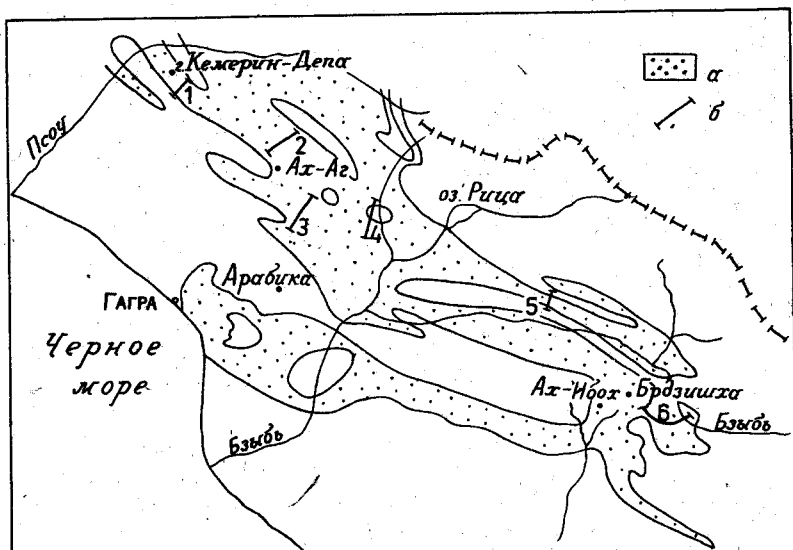 г. Кемерин-Депа
а
1
б
Псоу
2
Ах-Аг.
оз. Рица
3
4
Арабика
ГАГРА
5
Черное
море
Ах-Ибох
Брдзишха
6
Бзыбь
Бзыбь